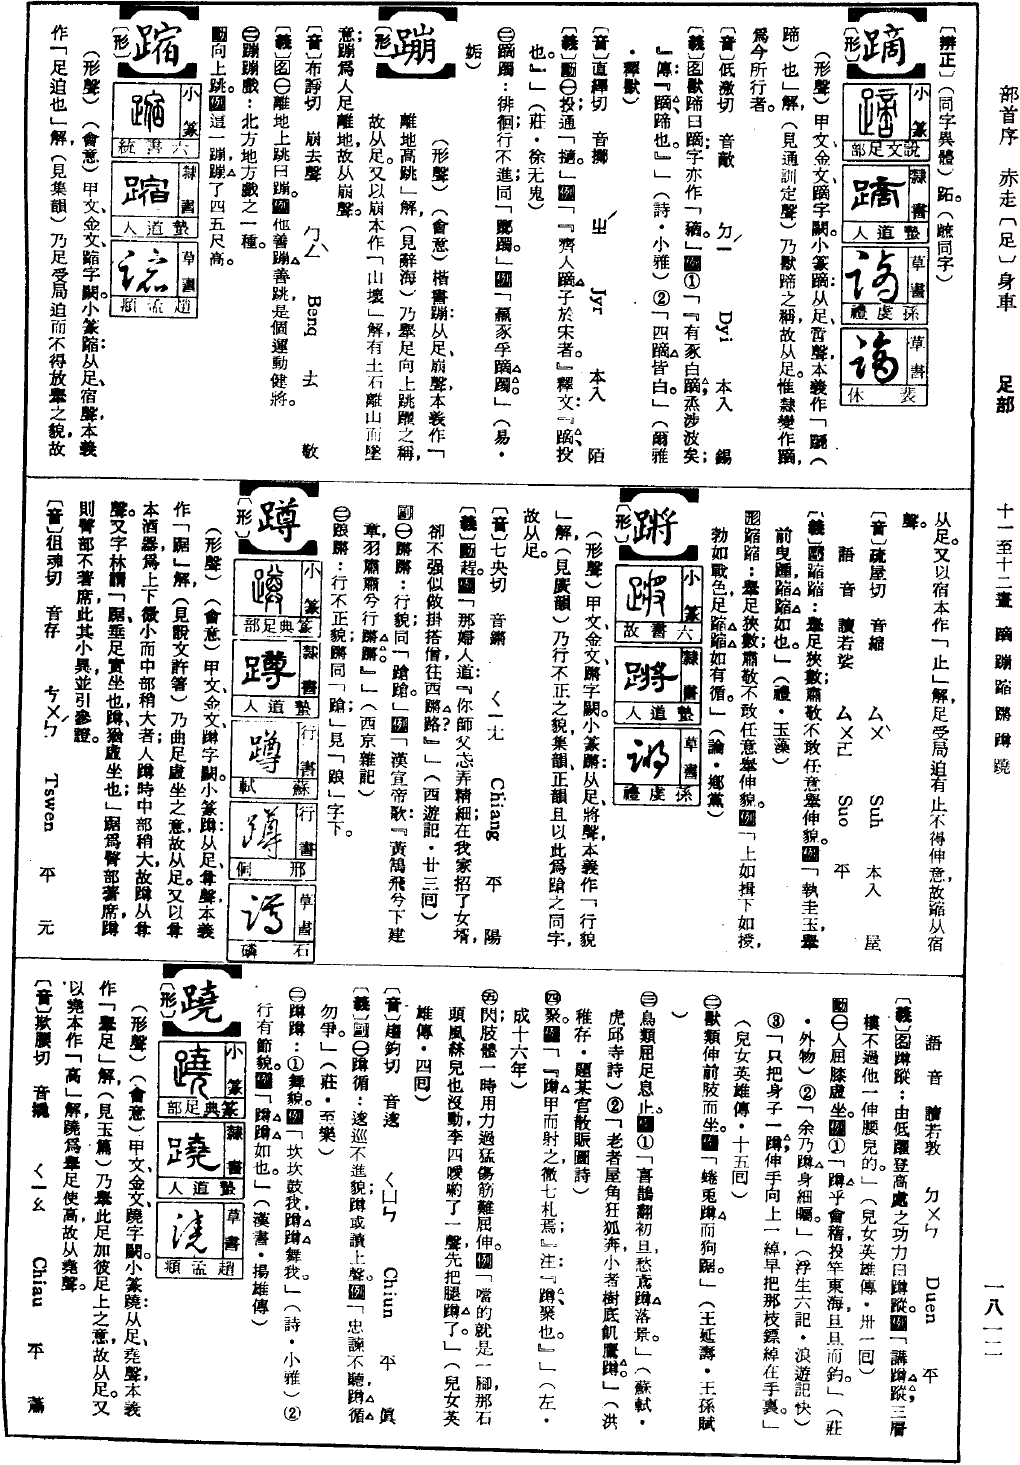 部首序　赤走〔足〕身車　足部　十一至十二畫　蹢蹦蹜蹡蹲蹺　一八一二
〔辨正〕（同字異體）跖。（蹠同字）
蹢
〔形〕
小篆　說文足部
隸書　蟄道人
草書　孫虔禮
草書　裴休
（形聲）甲文、金文、蹢字闕。小篆蹢：从足、啻聲，本義作「蹏（
蹄）也」解，（見通訓定聲）乃獸蹄之稱，故从足。惟隸變作蹢，
爲今所行者。
〔音〕低激切　音敵　ㄉㄧˊ　Dyi　本入　錫
〔義〕名獸蹄曰蹢；字亦作「豴」。例①「『有豕白蹢，烝涉波矣；
』傳：『蹢，蹄也。』」（詩・小雅）②「四蹢皆白。」（爾雅
・釋獸）
〔音〕直繹切　音擲　ㄓˊ　Jyr　本入　陌
〔義〕動㊀投；通「擿」。例「『齊人蹢子於宋者。』釋文：『蹢，投
也。』」（莊・徐无鬼）
㊁蹢躅：徘徊行不進；同「躑躅」。例「羸豕孚蹢躅。」（易・
姤）
蹦
〔形〕
（形聲）（會意）楷書蹦：从足、崩聲，本義作「
離地高跳」解，（見辭海）乃舉足向上跳躍之稱，
故从足。又以崩本作「山壞」解，有土石離山而墜
意；蹦爲人足離地，故从崩聲。
〔音〕布諍切　崩去聲　ㄅㄥˋ　Benq　去　敬
〔義〕名㊀離地上跳曰蹦。例他善蹦善跳，是個運動健將。
㊁蹦蹦戲：北方地方戲之一種。
動向上跳。例這一蹦，蹦了四五尺高。
蹜
〔形〕
小篆　六書統
隸書　蟄道人
草書　趙孟頫
（形聲）（會意）甲文、金文、蹜字闕。小篆蹜：从足、宿聲，本義
作「足迫也」解，（見集韻）乃足受局迫而不得放舉之貌，故
从足。又以宿本作「止」解，足受局迫有止不得伸意，故蹜从宿
聲。
〔音〕疏屋切　音縮　ㄙㄨˋ　Suh　本入　屋
語音　讀若娑　ㄙㄨㄛ　Suo　平
〔義〕動蹜蹜：舉足狹數肅敬不敢任意舉伸貌。例「執圭玉，舉
前曳踵，蹜蹜如也。」（禮・玉藻）
形蹜蹜：舉足狹數肅敬不敢任意舉伸貌。例「上如揖，下如授，
勃如戰色，足蹜蹜如有循。」（論・鄉黨）
蹡
〔形〕
小篆　六書故
隸書　蟄道人
草書　孫虔禮
（形聲）甲文、金文、蹡字闕。小篆蹡：从足、將聲，本義作「行貌
」解，（見廣韻）乃行不正之貌，集韻、正韻且以此爲蹌之同字，
故从足。
〔音〕七央切　音鏘　ㄑㄧㄤ　Chiang　平　陽
〔義〕動趕。例「那婦人道：『你師父忒弄精細，在我家招了女壻，
卻不强似做掛搭僧往西蹡路？』」（西遊記・廿三回）
副㊀蹡蹡：行貌；同「蹌蹌」。例「漢宣帝歌：『黃鵠飛兮下建
章，羽肅肅兮行蹡蹡。』」（西京雜記）
㊁踉蹡：行不正貌；蹡同「蹌」，見「踉」字下。
蹲
〔形〕
小篆　篆典足部
隸書　蟄道人
行書　蘇軾
行書　邢侗
草書　石磷
（形聲）（會意）甲文、金文、蹲字闕。小篆蹲：从足、尊聲，本義
作「踞」解，（見說文許箸）乃曲足虛坐之意，故从足。又以尊
本酒器，爲上下微小而中部稍大者；人蹲時中部稍大，故蹲从尊
聲。又字林謂：「踞，垂足實坐也；蹲，猶虛坐也」，踞爲臀部著席，蹲
則臀部不著席，此其小異，並引參證。
〔音〕徂魂切　音存　ㄘㄨㄣˊ　Tswen　平　元
語音　讀若敦　ㄉㄨㄣ　Duen　平
〔義〕名蹲蹤：由低躍登高處之功力曰蹲蹤。例「講蹲蹤，三層
樓不過他一伸腰兒的。」（兒女英雄傳・卅一回）
動㊀人屈膝虛坐。例①「蹲乎會稽，投竿東海，旦旦而釣。」（莊
・外物）②「余乃蹲身細矚。」（浮生六記・浪遊記快）
③「只把身子一蹲，伸手向上一綽，早把那枝鏢綽在手裏。」
（兒女英雄傳・十五回）
㊁獸類伸前肢而坐。例「蜷兎蹲而狗踞。」（王延壽・王孫賦
）
㊂鳥類屈足息止。例①「喜鵲翻初旦，愁鳶蹲落景。」（蘇軾・
虎邱寺詩）②「老者屋角狂狐奔，小者樹底飢鷹蹲。」（洪
稚存・題某宮散賑圖詩）
㊃聚。例「『蹲甲而射之，徹七札焉；』注：『蹲，聚也。』」（左・
成十六年）
㊄閃肢體一時用力過猛傷筋難屈伸。例「噹的就是一腳，那石
頭風絲兒也沒動，李四噯喲了一聲，先把腿蹲了。」（兒女英
雄傳・四回）
〔音〕趨鈞切　音逡　ㄑㄩㄣ　Chiun　平　眞
〔義〕副㊀蹲循：逡巡不進貌；蹲或讀上聲。例「忠諫不聽，蹲循
勿爭。」（莊・至樂）
㊁蹲蹲：①舞貌。例「坎坎鼓我，蹲蹲舞我。」（詩・小雅）②
行有節貌。例「蹲蹲如也。」（漢書・揚雄傳）
蹺
〔形〕
小篆　篆典足部
隸書　蟄道人
草書　趙孟頫
（形聲）（會意）甲文、金文、蹺字闕。小篆蹺：从足、堯聲，本義
作「舉足」解，（見玉篇）乃舉此足加彼足上之意，故从足。又
以堯本作「高」解，蹺爲舉足使高，故从堯聲。
〔音〕欺腰切　音橇　ㄑㄧㄠ　Chiau　平　蕭